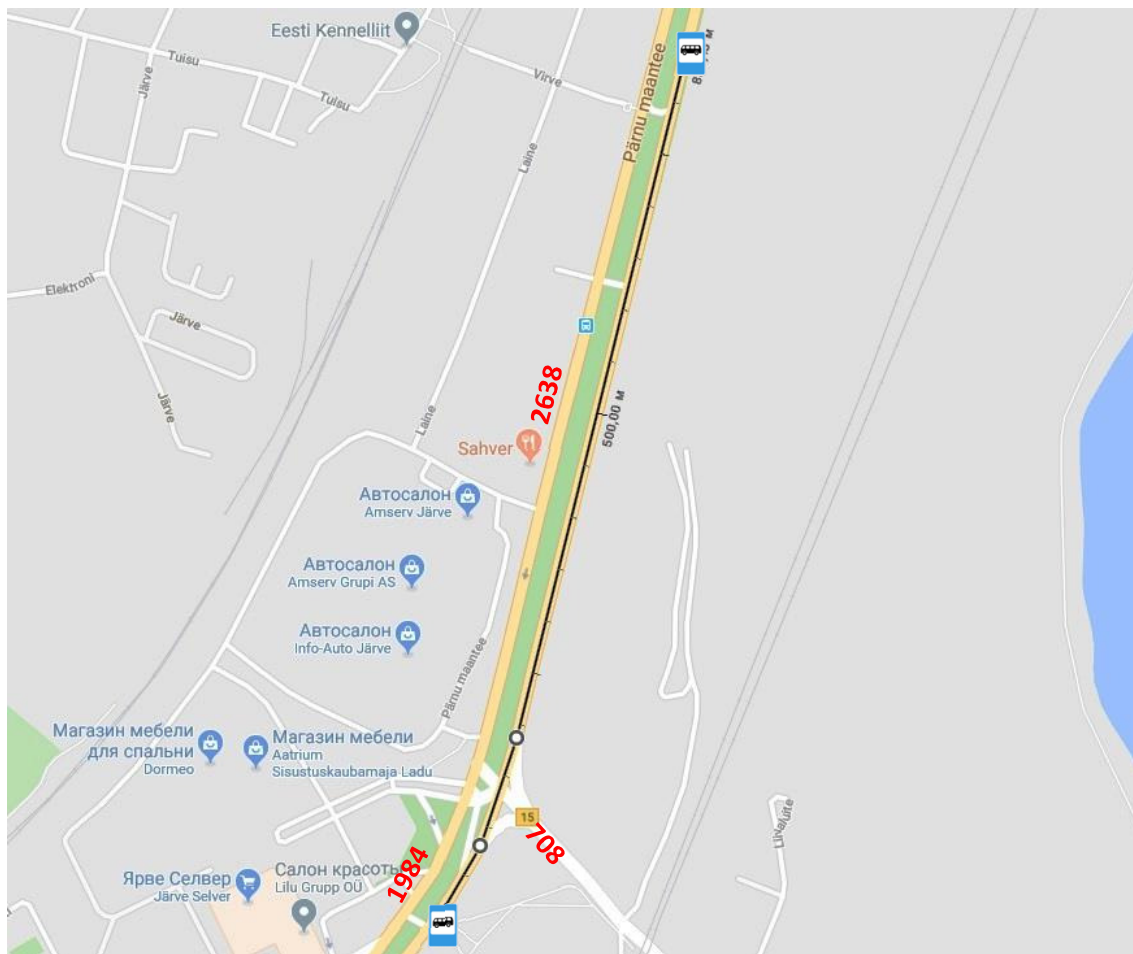 Eesti Kennelliit
Tuisu
Järve
Tuisu
Virve
Pärnu maantee
Laine
Elektroni
Järve
Järve
Laine
2638
500,00 м
Sahver
Автосалон
Amserv Järve
Автосалон
Amserv Grupi AS
Автосалон
Info-Auto Järve
Pärnu maantee
Магазин мебели
для спальни
Dormeo
Магазин мебели
Aatrium
Sisustuskaubamaja Ladu
15
708
Liivaluite
1984
Салон красоты
Lilu Grupp OÜ
Ярве Селвер
Järve Selver